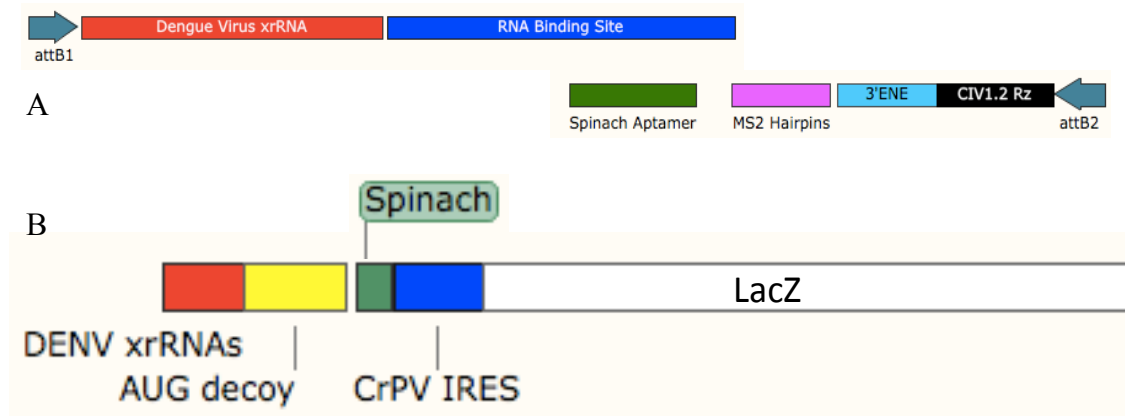 Dengue Virus xrRNA RNA Binding Site
attB1
A
3'ENE CIV1.2 Rz
Spinach Aptamer MS2 Hairpins attB2
B
Spinach
LacZ
DENV xrRNAs
AUG decoy CrPV IRES